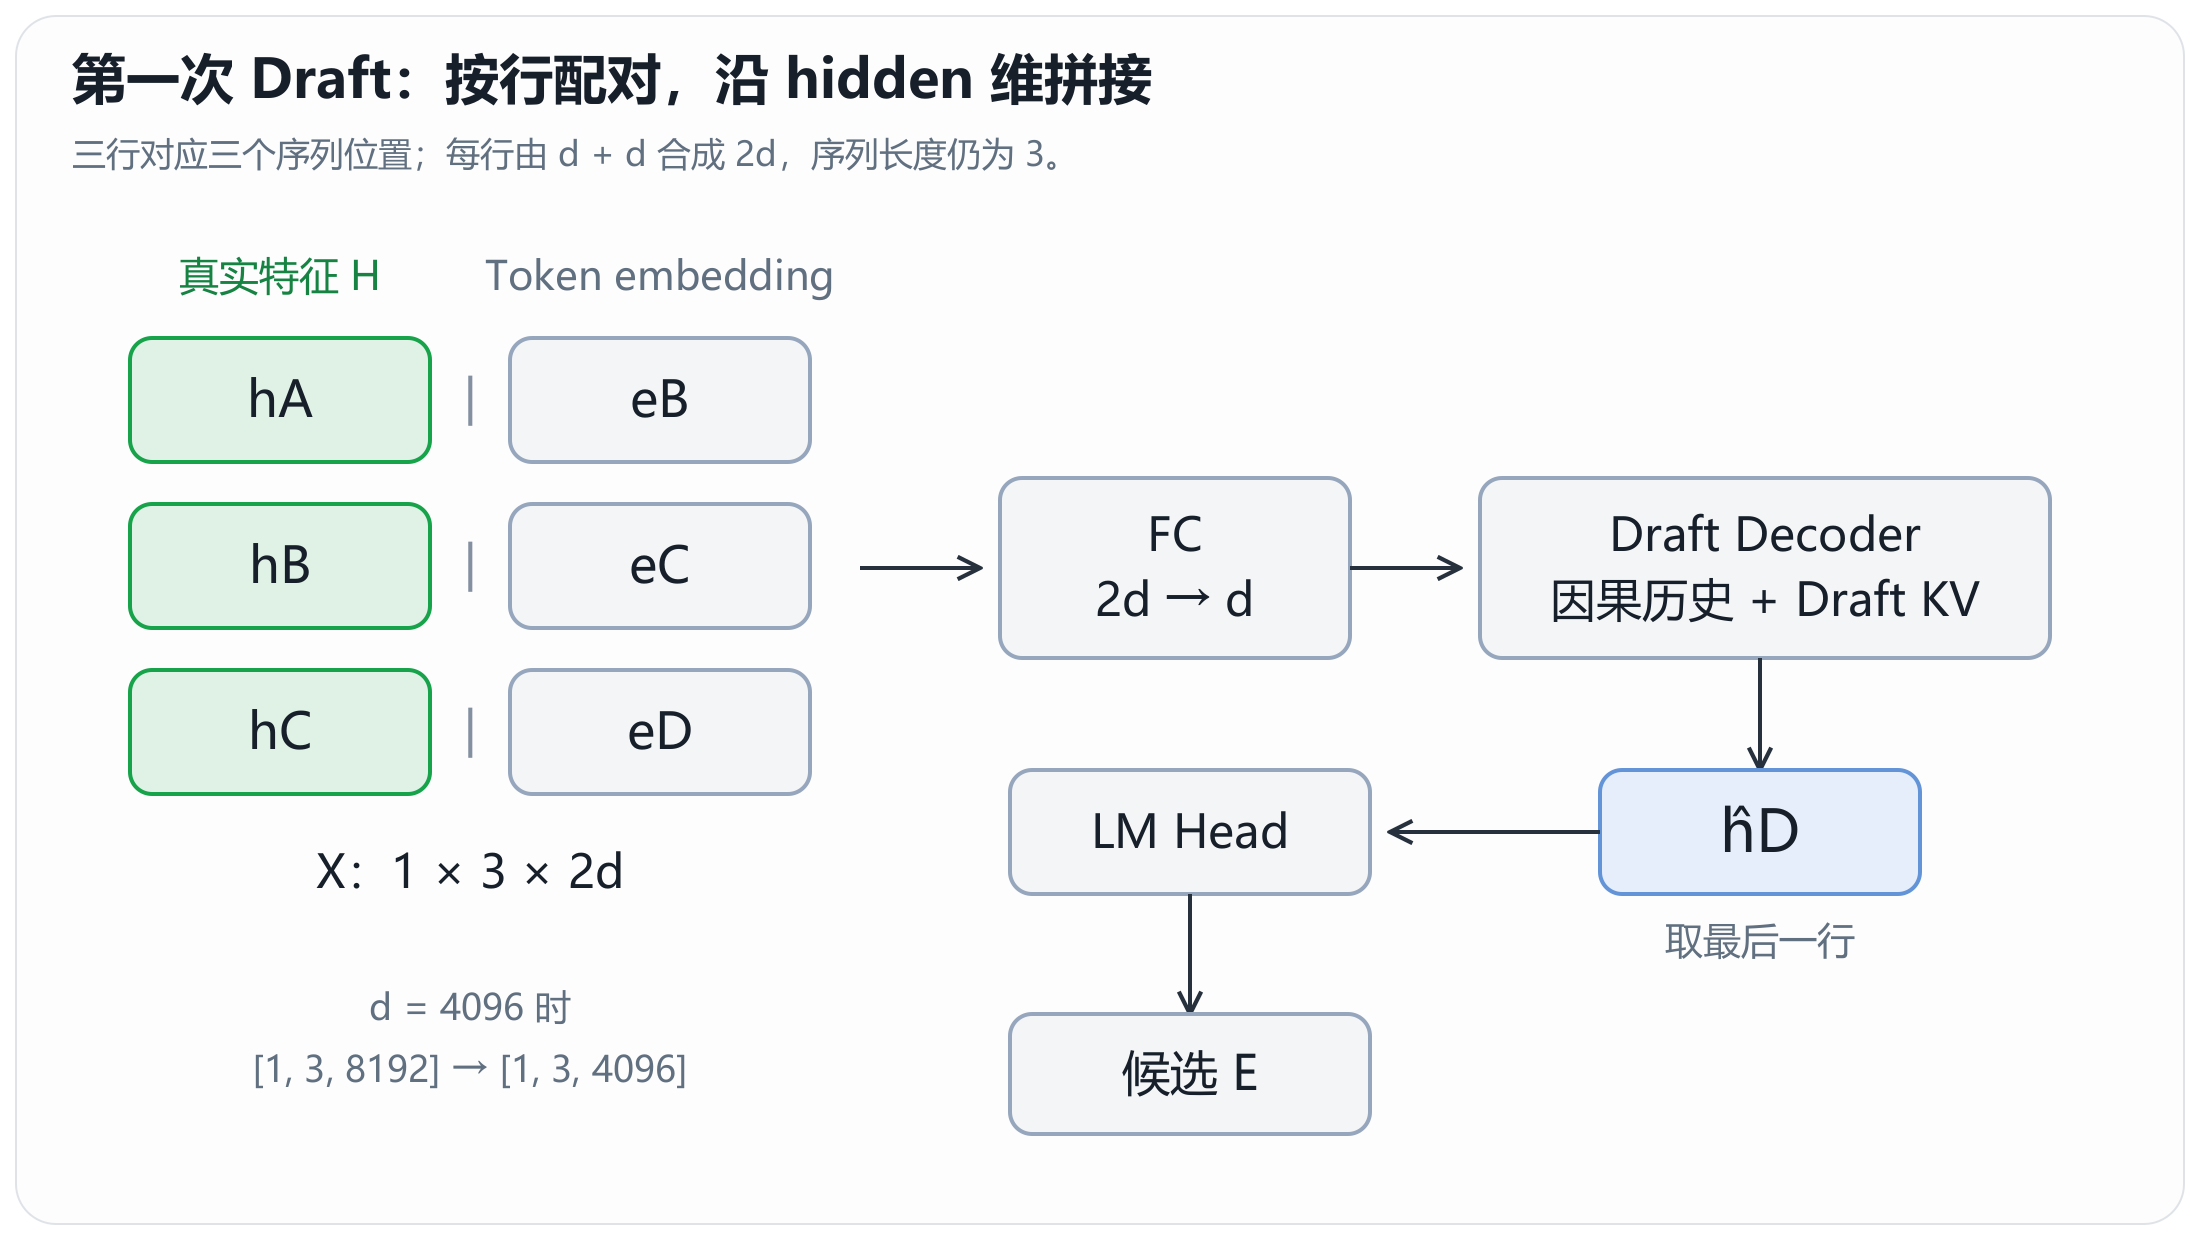 第一次 Draft：按行配对，沿 hidden 维拼接
三行对应三个序列位置；每行由 d + d 合成 2d，序列长度仍为 3。
真实特征 H
Token embedding
hA | eB
hB | eC
hC | eD
X：1 × 3 × 2d
d = 4096 时
[1, 3, 8192] → [1, 3, 4096]
FC
2d → d
Draft Decoder
因果历史 + Draft KV
ĥD
取最后一行
LM Head
候选 E